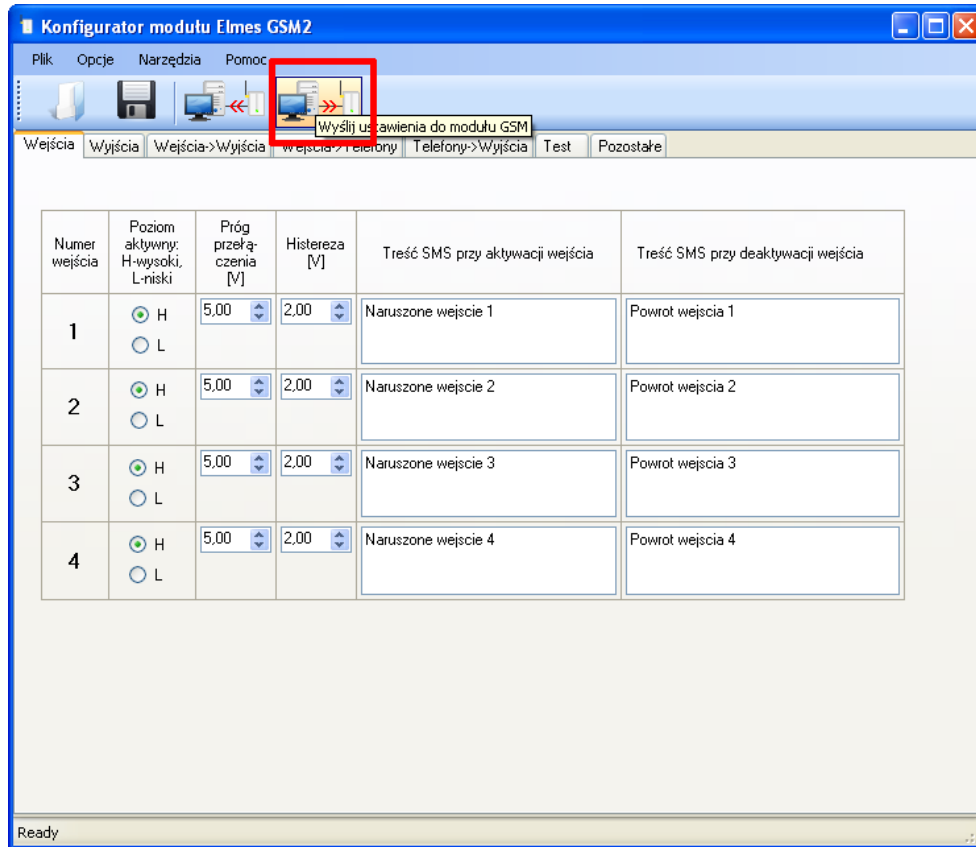 Konfigurator modułu Elmes GSM2
Plik Opcje Narzędzia Pomoc
Wyślij ustawienia do modułu GSM
Wejścia Wyjścia Wejścia->Wyjścia Wejścia->Telefony Telefony->Wyjścia Test Pozostałe
Numer wejścia
Poziom aktywny: H-wysoki, L-niski
Próg przełą-czenia [V]
Histereza [V]
Treść SMS przy aktywacji wejścia
Treść SMS przy deaktywacji wejścia
1 H L 5,00 2,00 Naruszone wejscie 1 Powrot wejscia 1
2 H L 5,00 2,00 Naruszone wejscie 2 Powrot wejscia 2
3 H L 5,00 2,00 Naruszone wejscie 3 Powrot wejscia 3
4 H L 5,00 2,00 Naruszone wejscie 4 Powrot wejscia 4
Ready